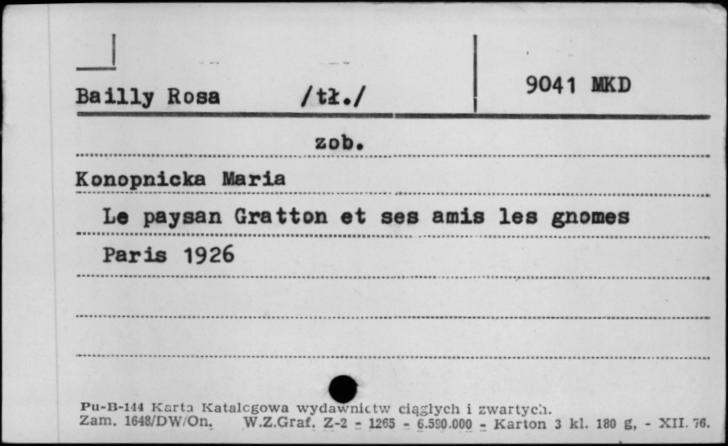 Bailly Rosa /tł./ 9041 MKD
zob.
Konopnicka Maria
Le paysan Gratton et ses amis les gnomes
Paris 1926
Pu-B-144 Karta Katalogowa wydawnictw ciągłych i zwartych.
Zam. 1648/DW/On. W.Z.Graf. Z-2 - 1265 - 6.590.000 - Karton 3 kl. 180 g, - XII. 76.